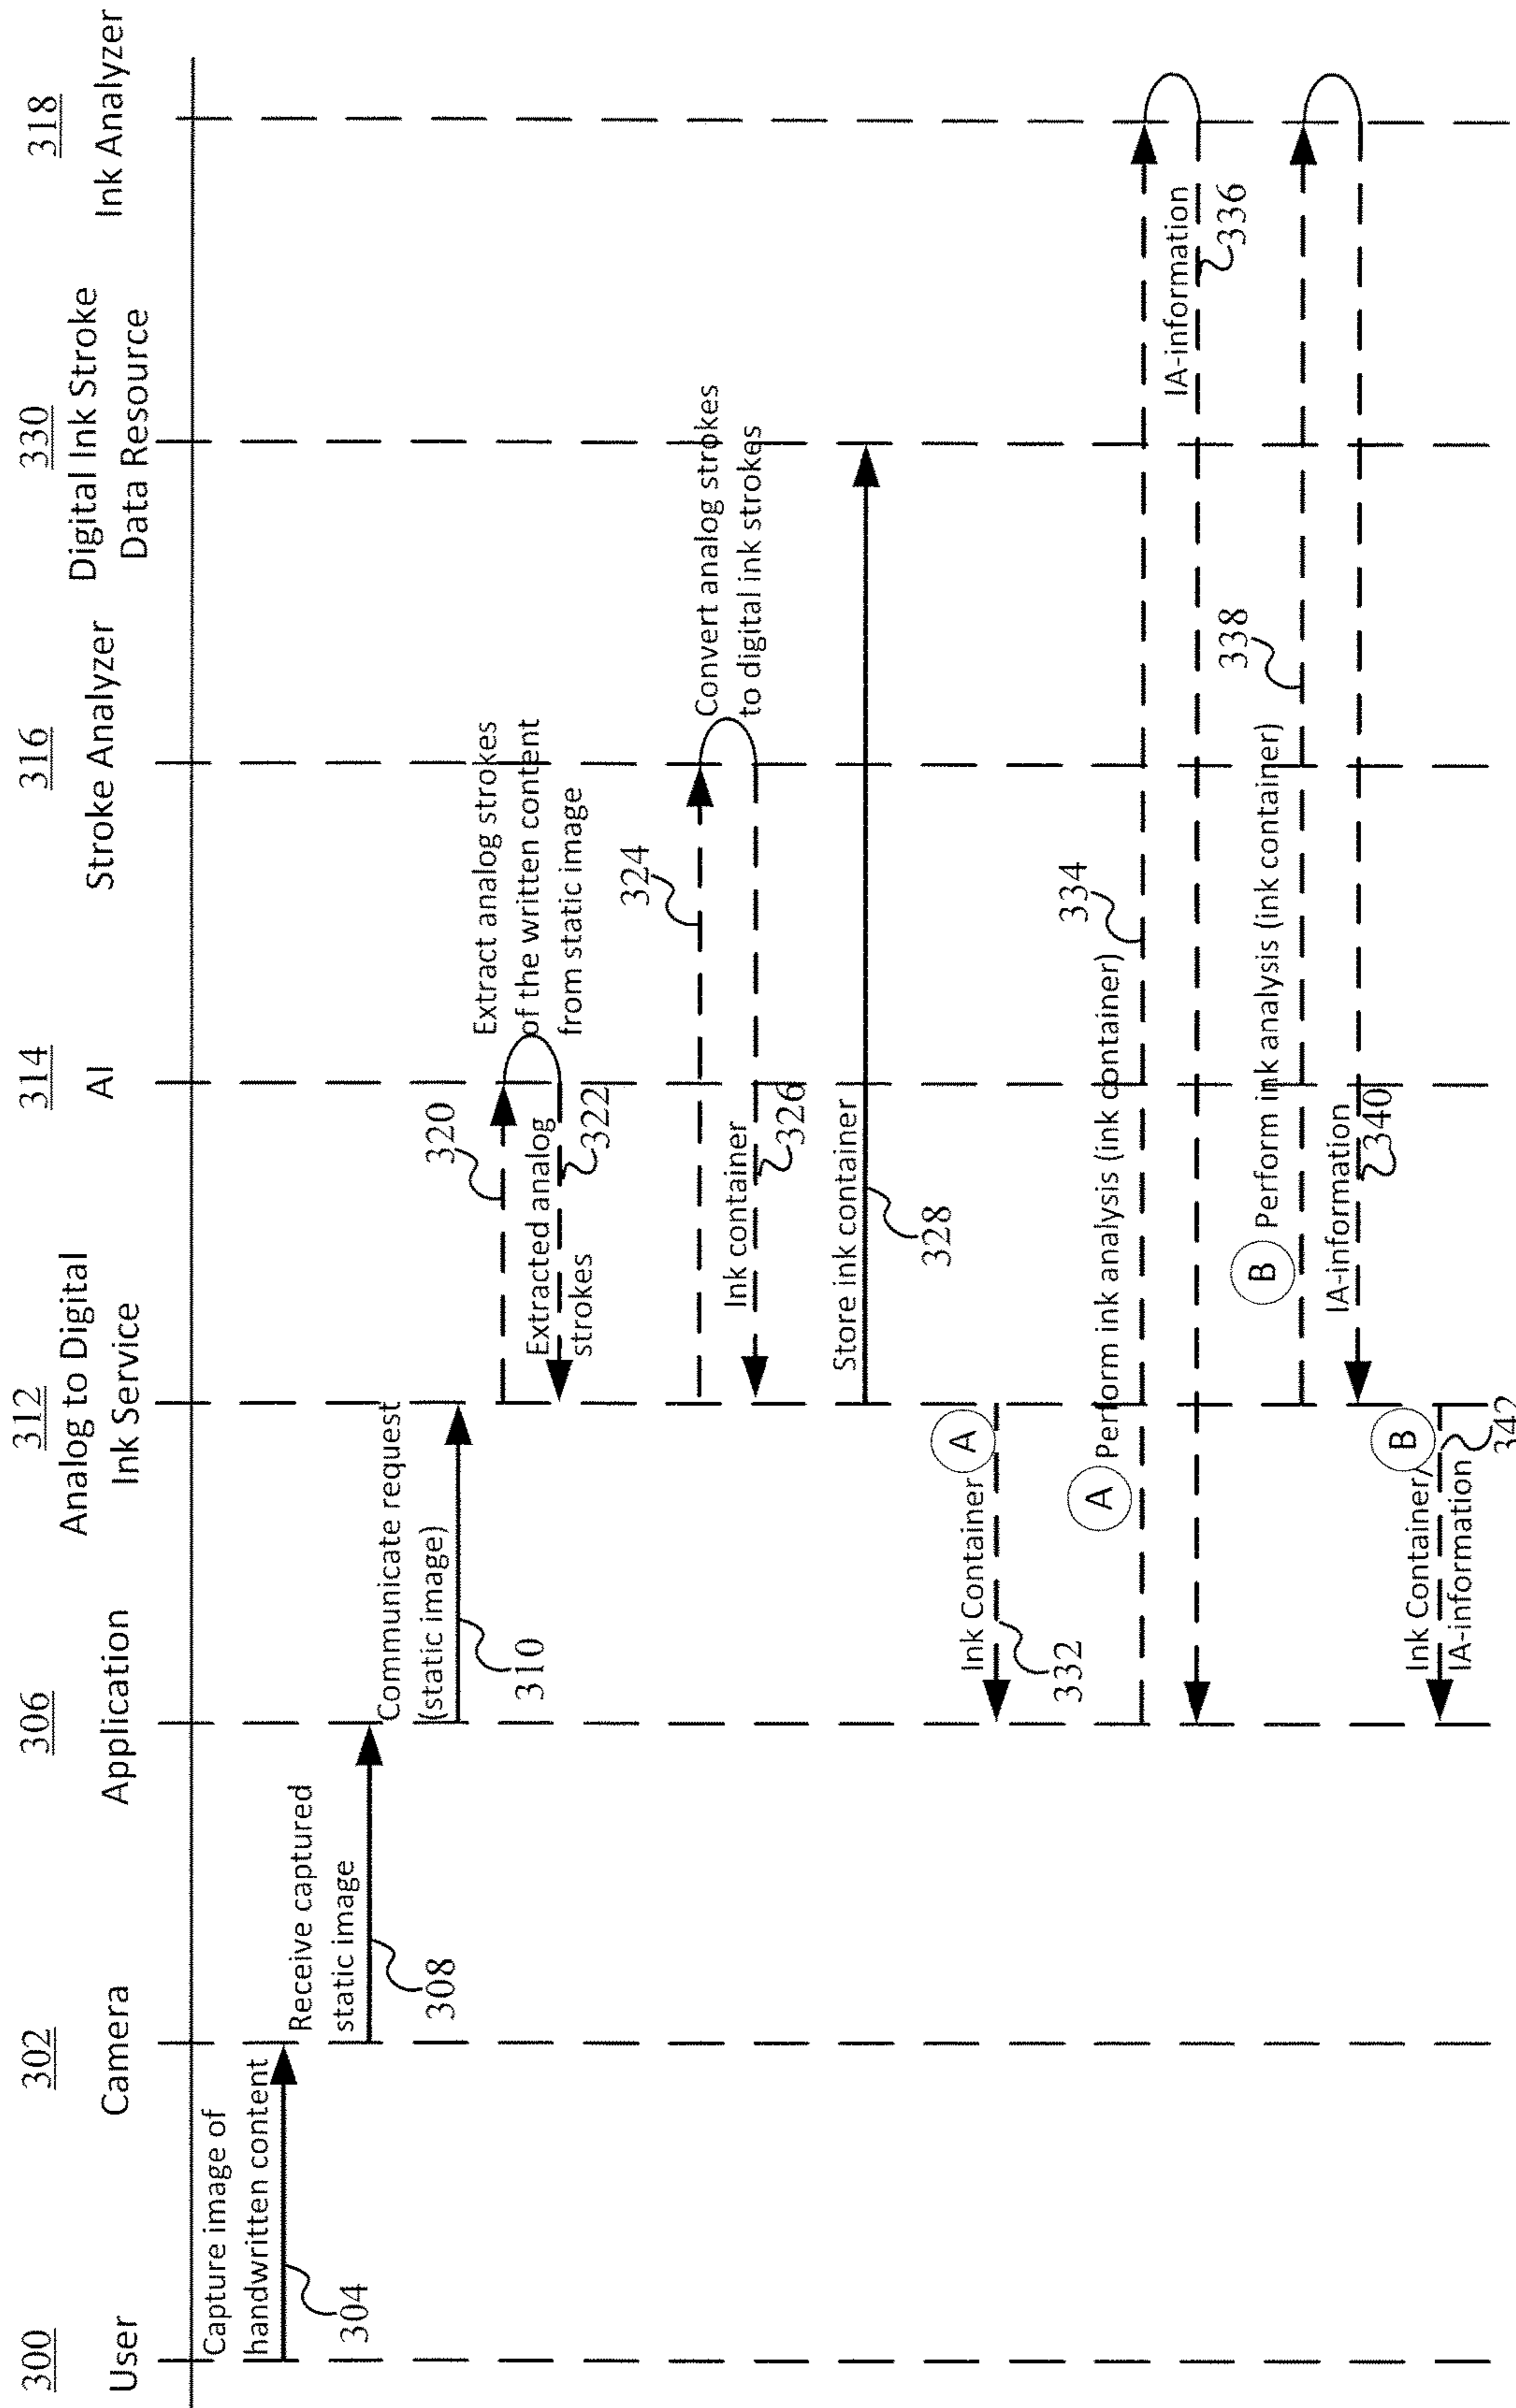 300
User
302
Camera
306
Application
312
Analog to Digital
Ink Service
314
AI
316
Stroke Analyzer
330
Digital Ink Stroke
Data Resource
318
Ink Analyzer
Capture image of
handwritten content
304
Receive captured
static image
308
Communicate request
(static image)
310
320
Extract analog strokes
of the written content
from static image
Extracted analog
strokes
322
324
Convert analog strokes
to digital ink strokes
Ink container
326
Store ink container
328
A
Ink Container
332
A
Perform ink analysis (ink container)
334
IA-information
336
B
Perform ink analysis (ink container)
338
IA-information
340
B
Ink Container/
IA-information
342